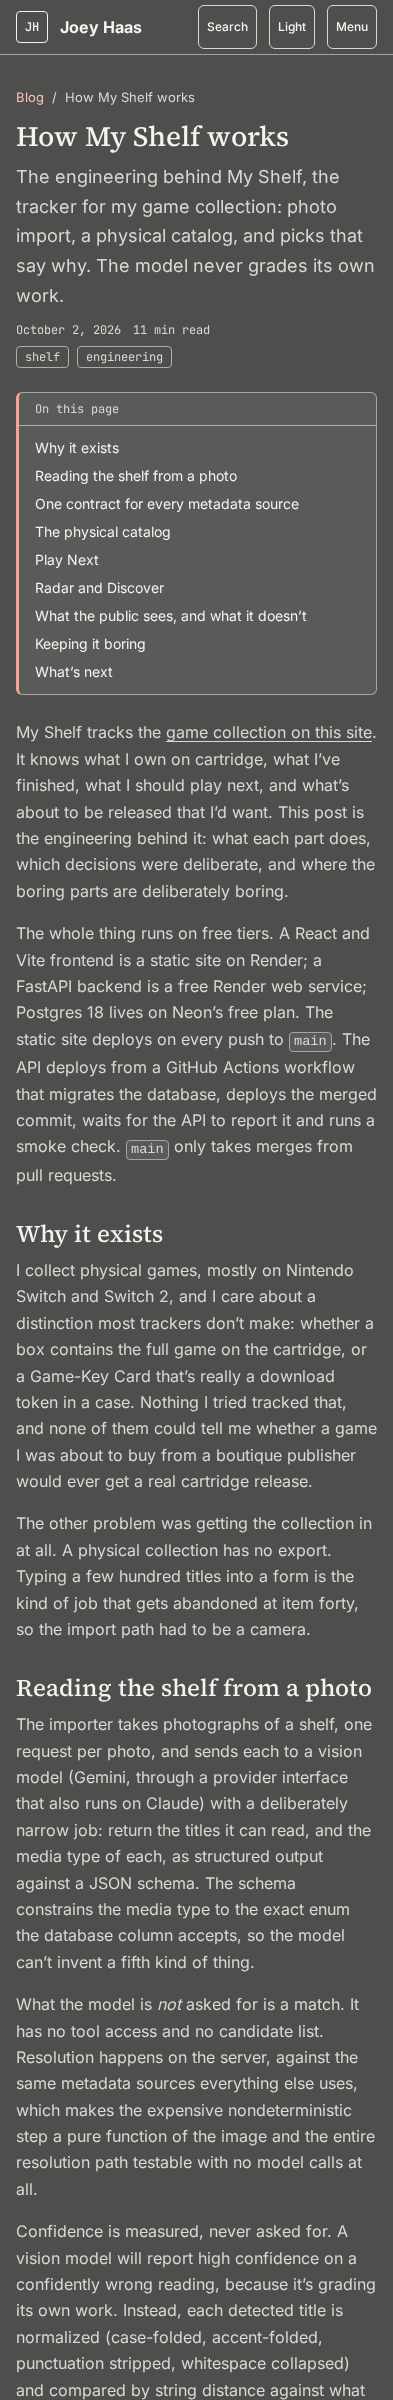 JH
Joey Haas
Search
Light
Menu
Blog / How My Shelf works
How My Shelf works
The engineering behind My Shelf, the
tracker for my game collection: photo
import, a physical catalog, and picks that
say why. The model never grades its own
work.
October 2, 2026 11 min read
shelf
engineering
On this page
Why it exists
Reading the shelf from a photo
One contract for every metadata source
The physical catalog
Play Next
Radar and Discover
What the public sees, and what it doesn’t
Keeping it boring
What’s next
My Shelf tracks the game collection on this site.
It knows what I own on cartridge, what I’ve
finished, what I should play next, and what’s
about to be released that I’d want. This post is
the engineering behind it: what each part does,
which decisions were deliberate, and where the
boring parts are deliberately boring.
The whole thing runs on free tiers. A React and
Vite frontend is a static site on Render; a
FastAPI backend is a free Render web service;
Postgres 18 lives on Neon’s free plan. The
static site deploys on every push to main. The
API deploys from a GitHub Actions workflow
that migrates the database, deploys the merged
commit, waits for the API to report it and runs a
smoke check. main only takes merges from
pull requests.
Why it exists
I collect physical games, mostly on Nintendo
Switch and Switch 2, and I care about a
distinction most trackers don’t make: whether a
box contains the full game on the cartridge, or
a Game-Key Card that’s really a download
token in a case. Nothing I tried tracked that,
and none of them could tell me whether a game
I was about to buy from a boutique publisher
would ever get a real cartridge release.
The other problem was getting the collection in
at all. A physical collection has no export.
Typing a few hundred titles into a form is the
kind of job that gets abandoned at item forty,
so the import path had to be a camera.
Reading the shelf from a photo
The importer takes photographs of a shelf, one
request per photo, and sends each to a vision
model (Gemini, through a provider interface
that also runs on Claude) with a deliberately
narrow job: return the titles it can read, and the
media type of each, as structured output
against a JSON schema. The schema
constrains the media type to the exact enum
the database column accepts, so the model
can’t invent a fifth kind of thing.
What the model is not asked for is a match. It
has no tool access and no candidate list.
Resolution happens on the server, against the
same metadata sources everything else uses,
which makes the expensive nondeterministic
step a pure function of the image and the entire
resolution path testable with no model calls at
all.
Confidence is measured, never asked for. A
vision model will report high confidence on a
confidently wrong reading, because it’s grading
its own work. Instead, each detected title is
normalized (case-folded, accent-folded,
punctuation stripped, whitespace collapsed)
and compared by string distance against what